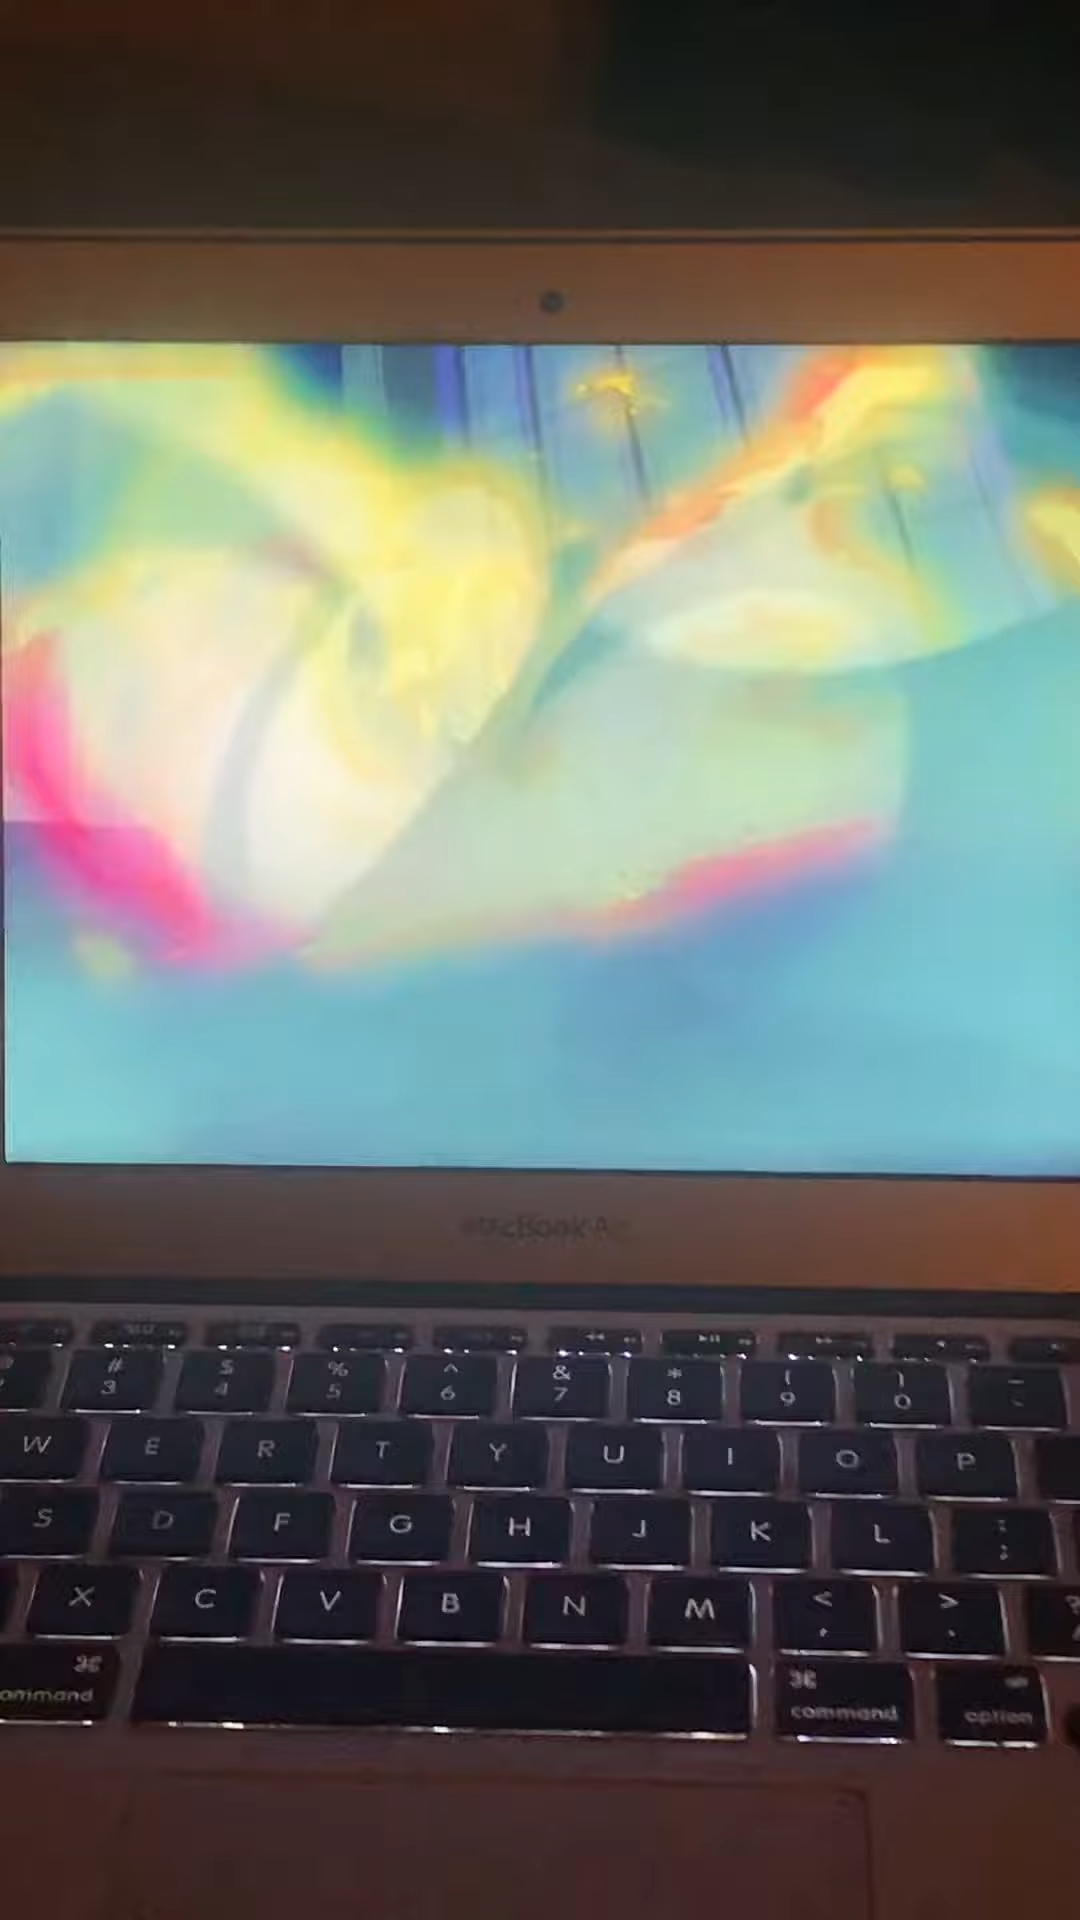 MacBook Air
# $ % ^ & * ( ) –
3 4 5 6 7 8 9 0 -
W E R T Y U I O P
S D F G H J K L : ;
X C V B N M < , > . ?
⌘ ⌘
command command option